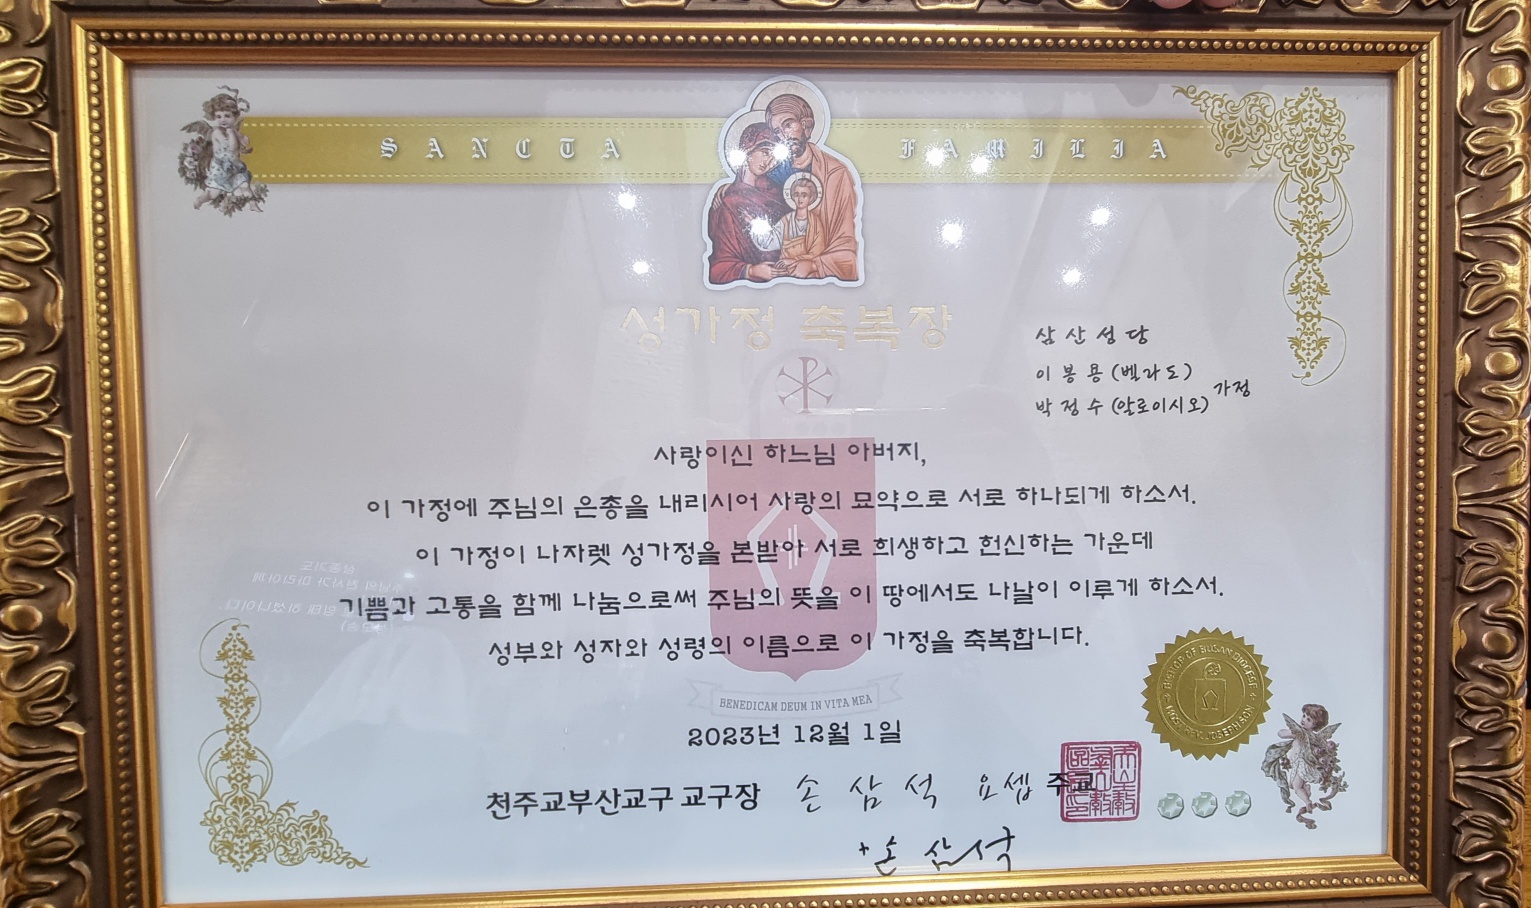 SANCTA FAMILIA
성가정 축복장
삼산성당
이봉용(벨라도)
박정수(알로이시오) 가정
사랑이신 하느님 아버지,
이 가정에 주님의 은총을 내리시어 사랑의 묘약으로 서로 하나되게 하소서.
이 가정이 나자렛 성가정을 본받아 서로 희생하고 헌신하는 가운데
기쁨과 고통을 함께 나눔으로써 주님의 뜻을 이 땅에서도 나날이 이루게 하소서.
성부와 성자와 성령의 이름으로 이 가정을 축복합니다.
BENEDICAM DEUM IN VITA MEA
2023년 12월 1일
BISHOP OF BUSAN DIOCESE
MOST REV. JOSEPH SON
천주교부산교구 교구장 손 삼 석 요셉 주교
+ 손삼석